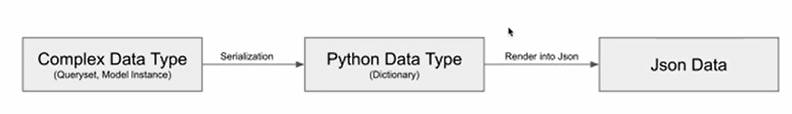 Complex Data Type
(Queryset, Model Instance)
Serialization
Python Data Type
(Dictionary)
Render into Json
Json Data